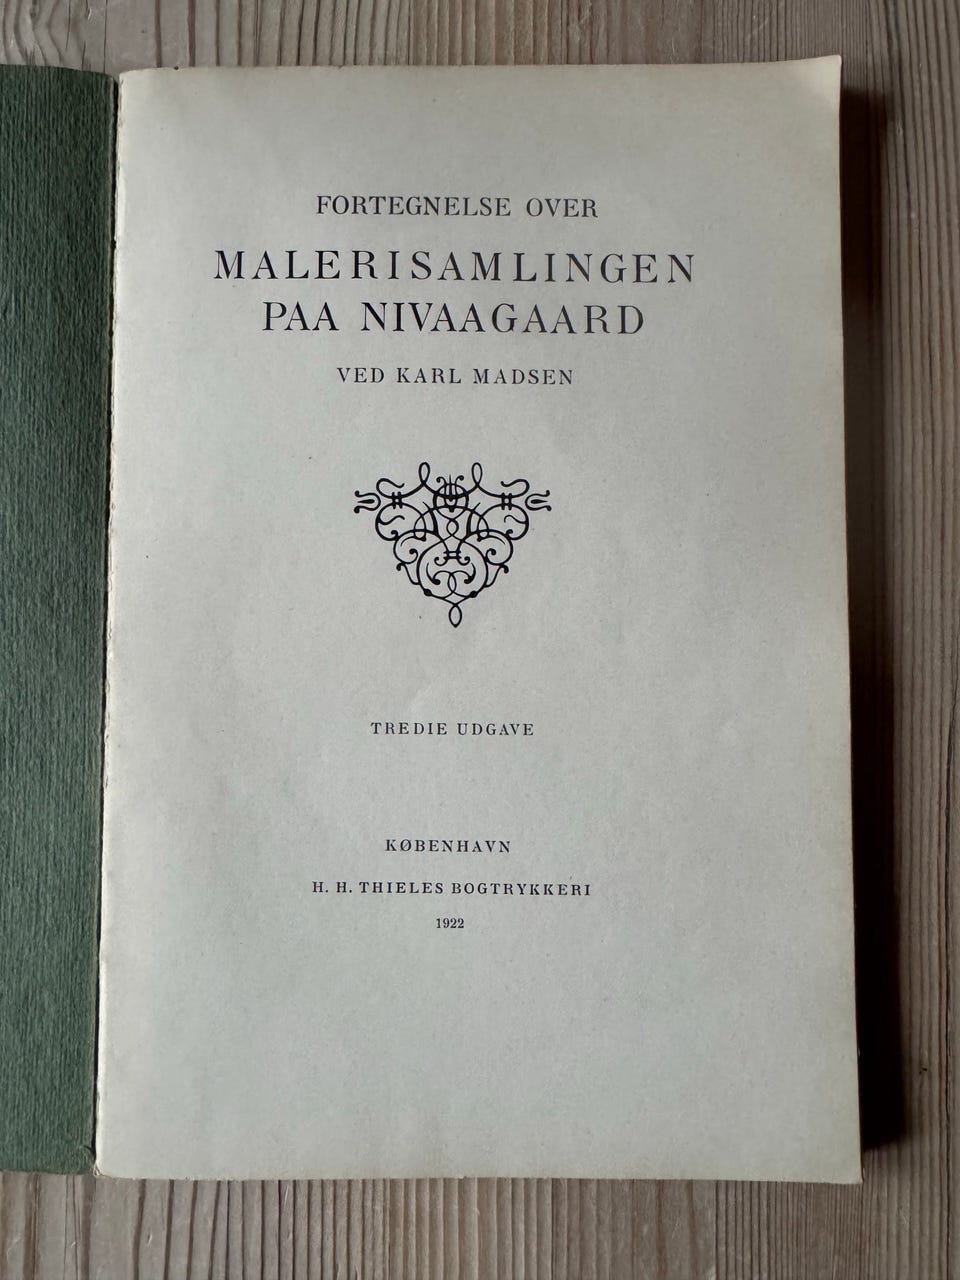 FORTEGNELSE OVER
MALERISAMLINGEN
PAA NIVAAGAARD
VED KARL MADSEN
TREDIE UDGAVE
KØBENHAVN
H. H. THIELES BOGTRYKKERI
1922